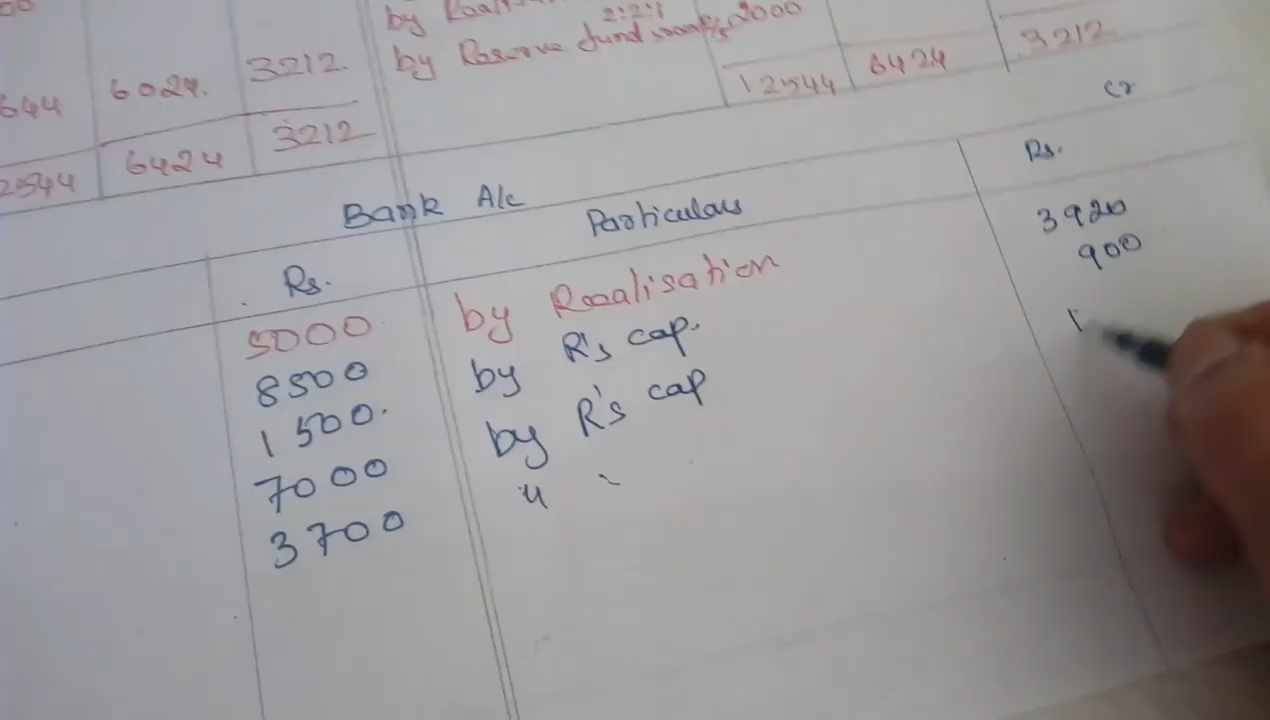 by
2:2:1
by Reserve fund 2000
644 6024. 3212.
12544 6424 3212
2544 6424 3212
Cr
Bank A/c
Rs. Particulars Rs.
5000 by Realisation 3920
8500 by R's cap. 900
1500. by R's cap
7000 " "
3700